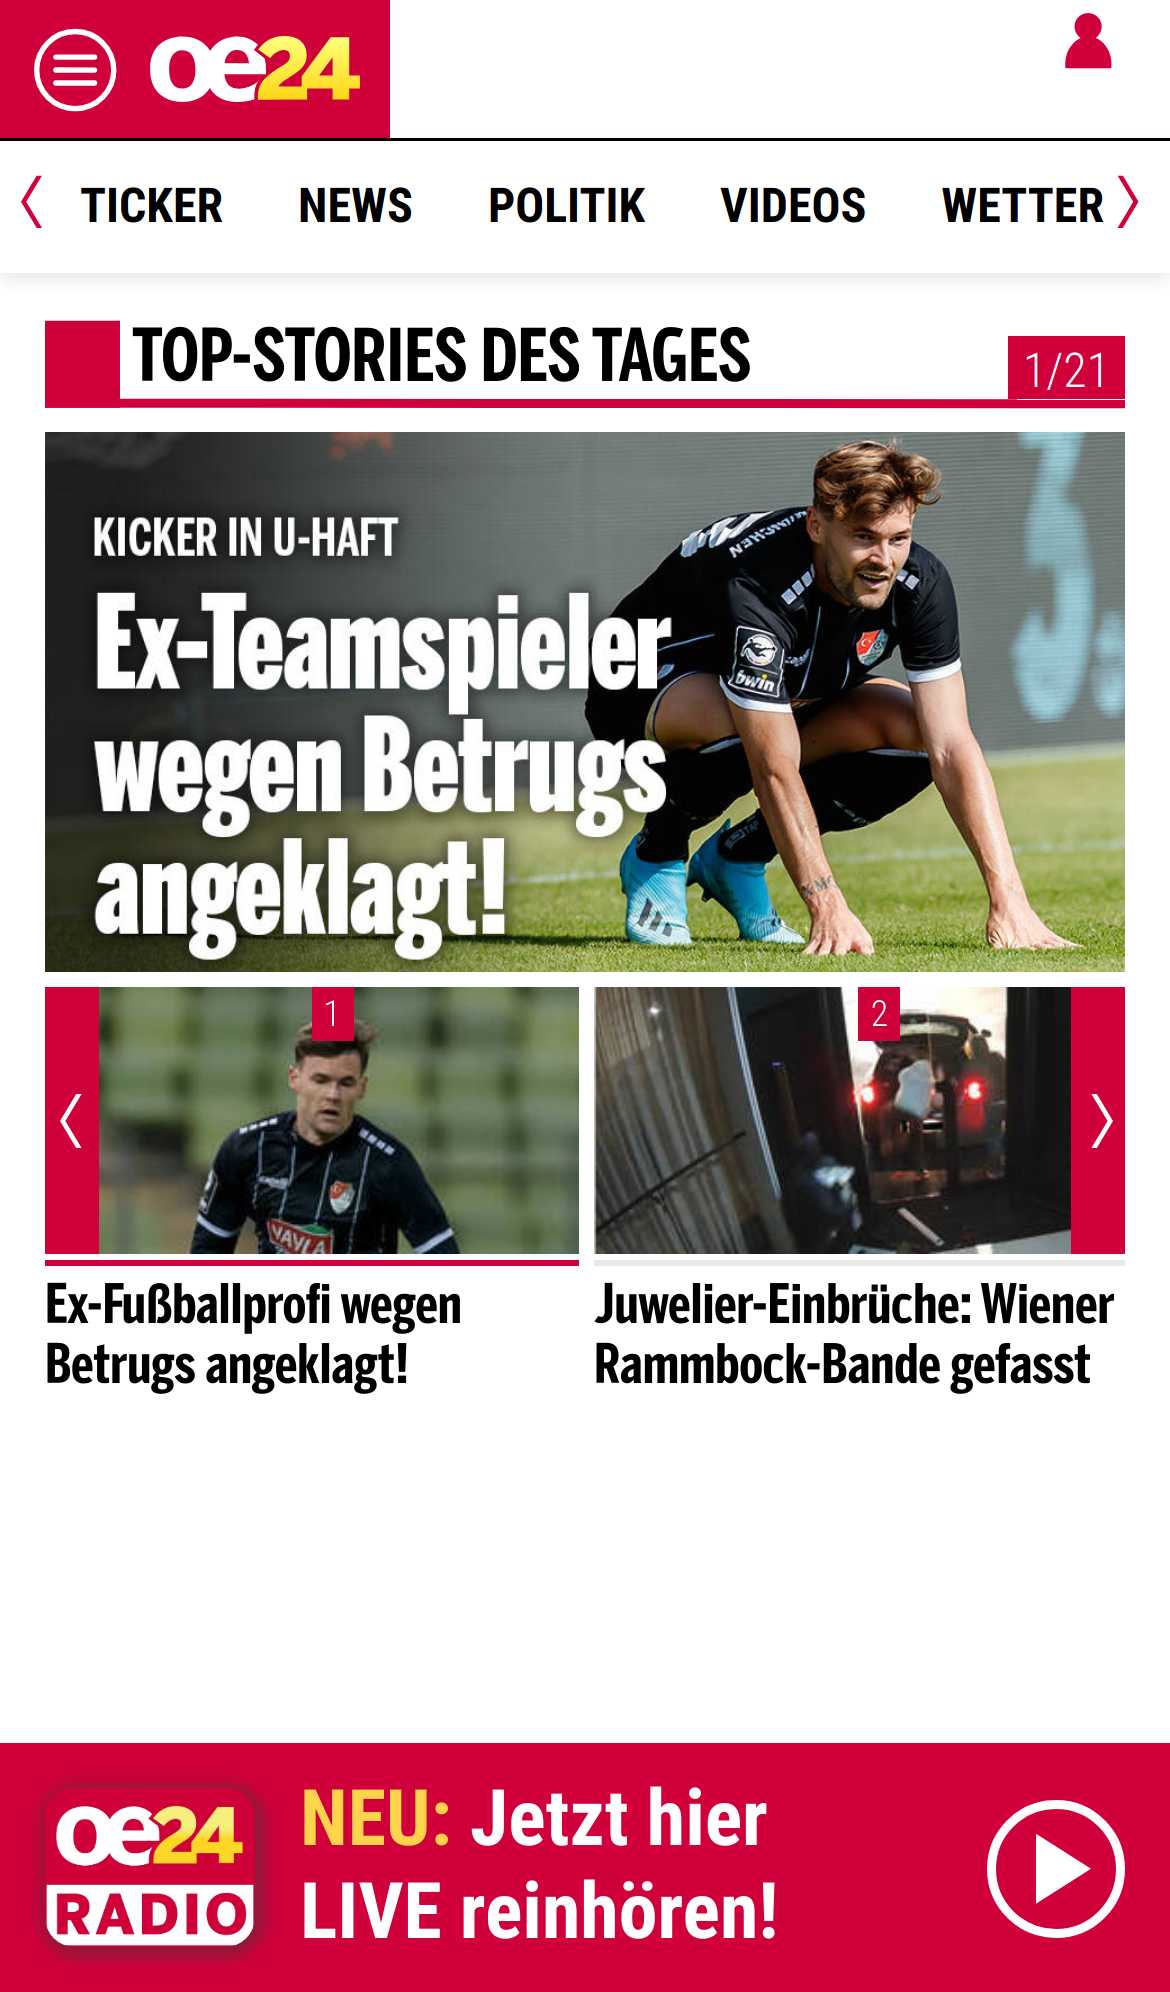 oe24
TICKER NEWS POLITIK VIDEOS WETTER
TOP-STORIES DES TAGES
1/21
KICKER IN U-HAFT
Ex-Teamspieler
wegen Betrugs
angeklagt!
bwin
1
2
VAYLA
Ex-Fußballprofi wegen
Betrugs angeklagt!
Juwelier-Einbrüche: Wiener
Rammbock-Bande gefasst
oe24
RADIO
NEU: Jetzt hier
LIVE reinhören!